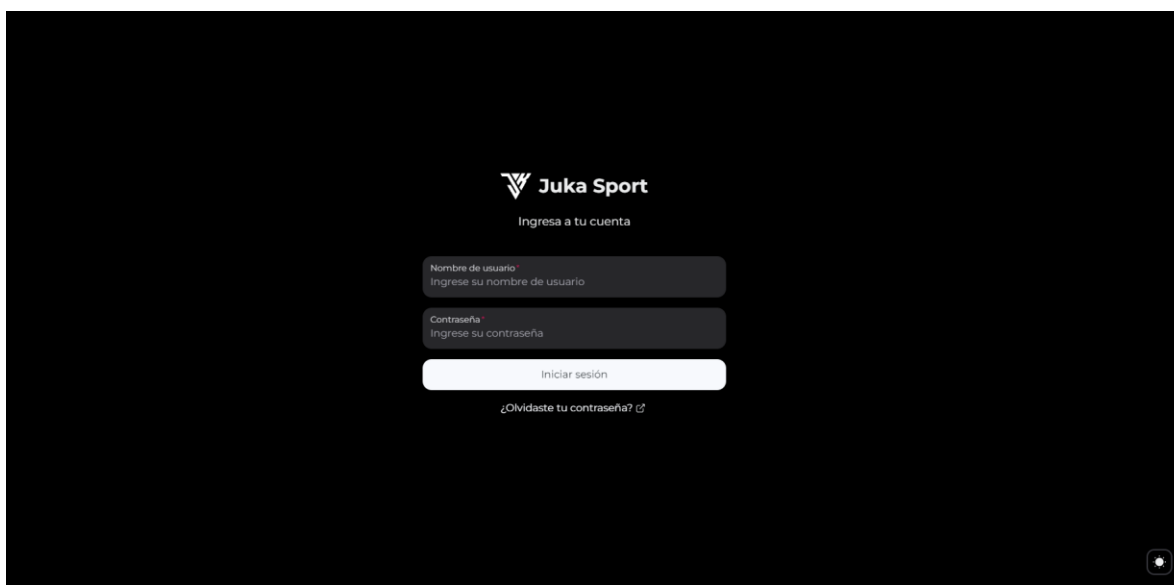 Juka Sport
Ingresa a tu cuenta
Nombre de usuario*
Ingrese su nombre de usuario
Contraseña*
Ingrese su contraseña
Iniciar sesión
¿Olvidaste tu contraseña?